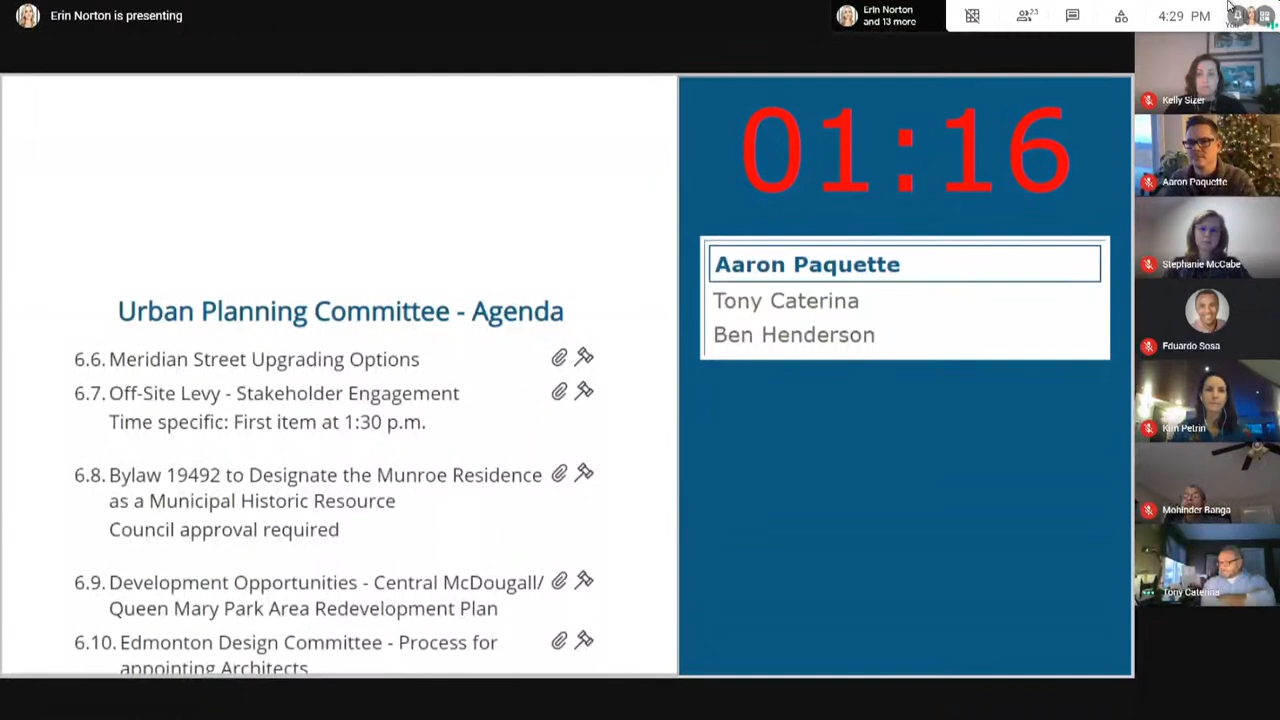 Erin Norton is presenting
Erin Norton
and 13 more
23
4:29 PM
You
Kelly Sizer
Aaron Paquette
Stephanie McCabe
Eduardo Sosa
Kim Petrin
Mohinder Banga
Tony Caterina
Urban Planning Committee - Agenda
6.6. Meridian Street Upgrading Options
6.7. Off-Site Levy - Stakeholder Engagement
Time specific: First item at 1:30 p.m.
6.8. Bylaw 19492 to Designate the Munroe Residence
as a Municipal Historic Resource
Council approval required
6.9. Development Opportunities - Central McDougall/
Queen Mary Park Area Redevelopment Plan
6.10. Edmonton Design Committee - Process for
appointing Architects
01:16
Aaron Paquette
Tony Caterina
Ben Henderson